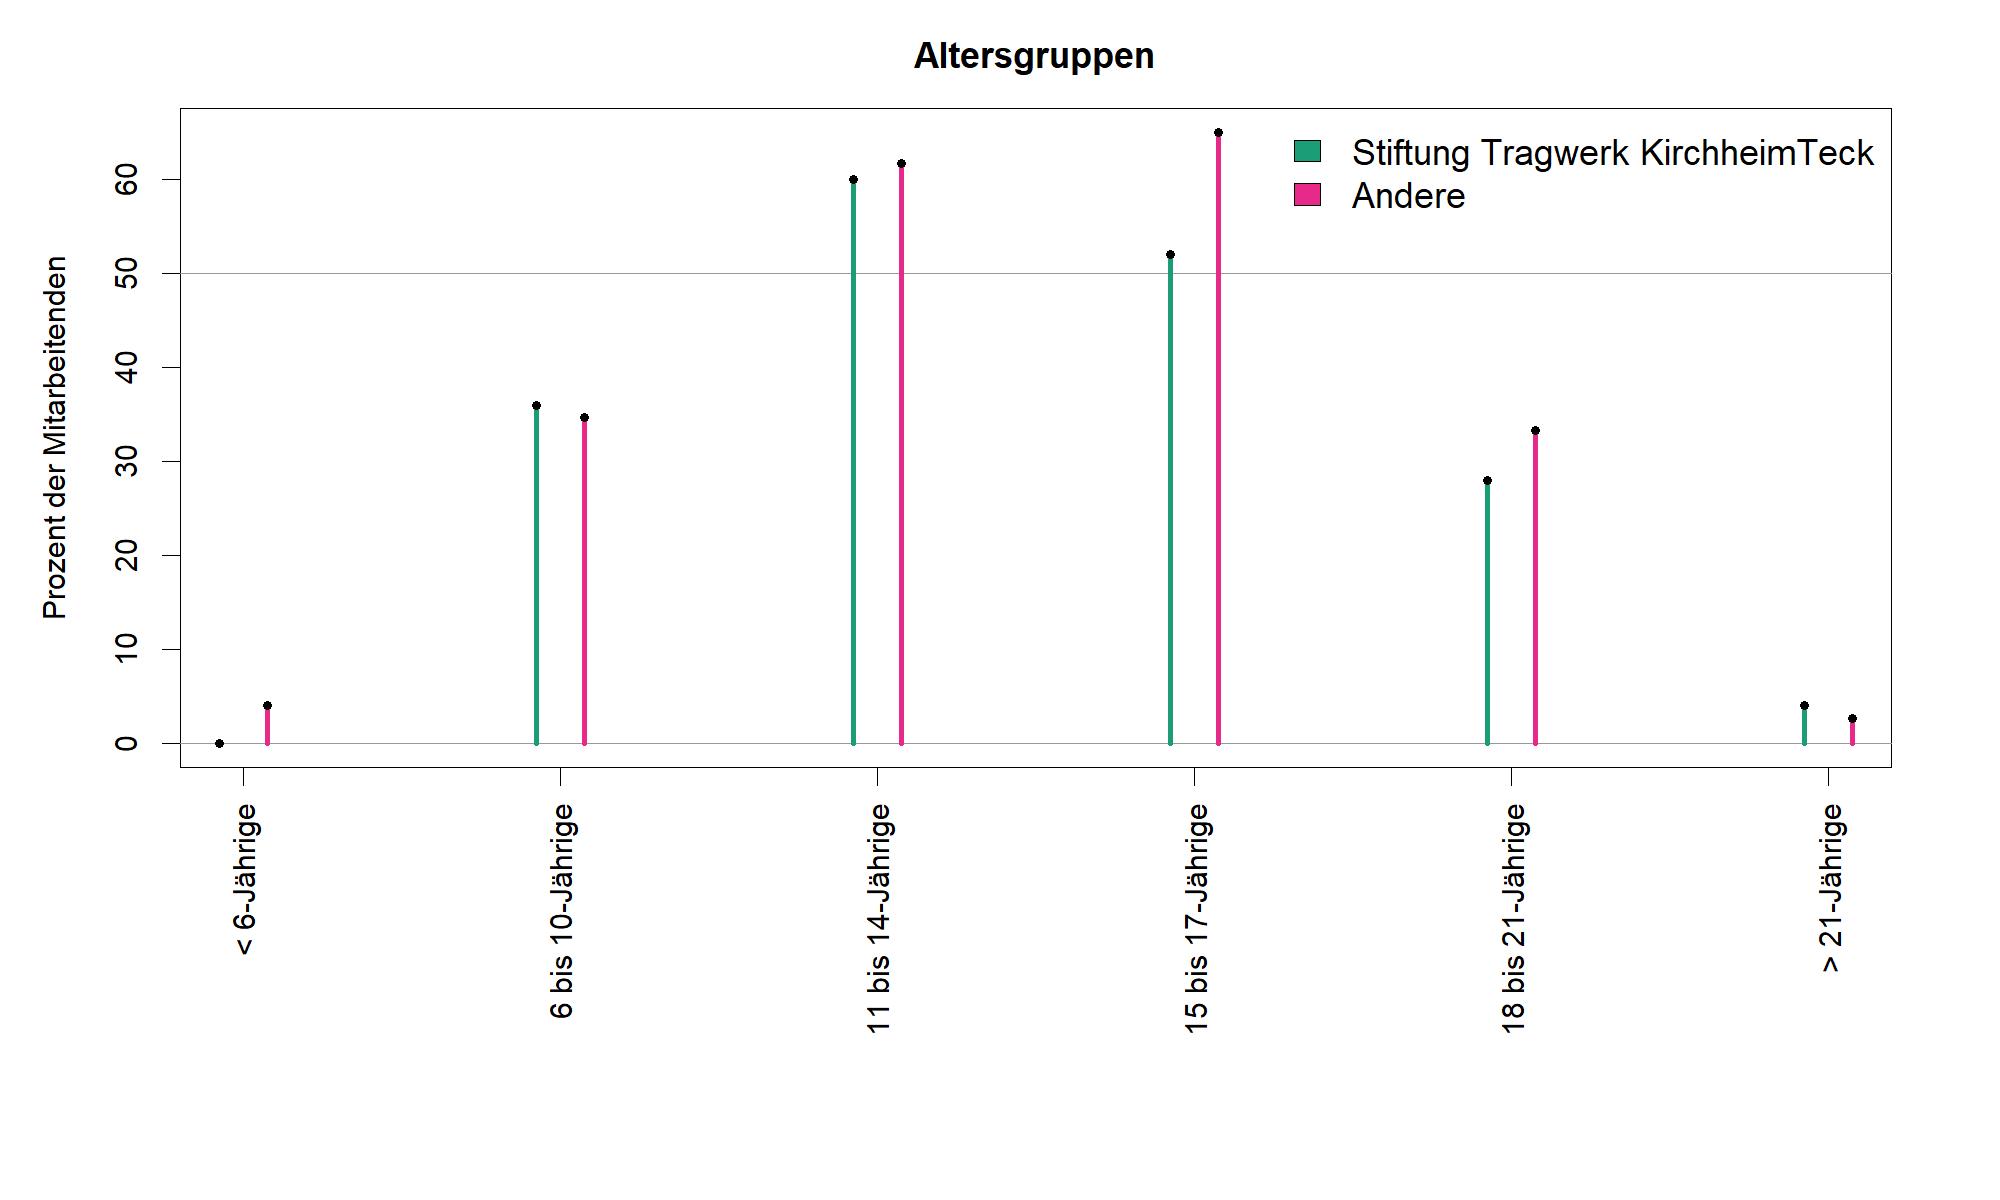 Altersgruppen
Stiftung Tragwerk KirchheimTeck
Andere
Prozent der Mitarbeitenden
60
50
40
30
20
10
0
< 6-Jährige
6 bis 10-Jährige
11 bis 14-Jährige
15 bis 17-Jährige
18 bis 21-Jährige
> 21-Jährige